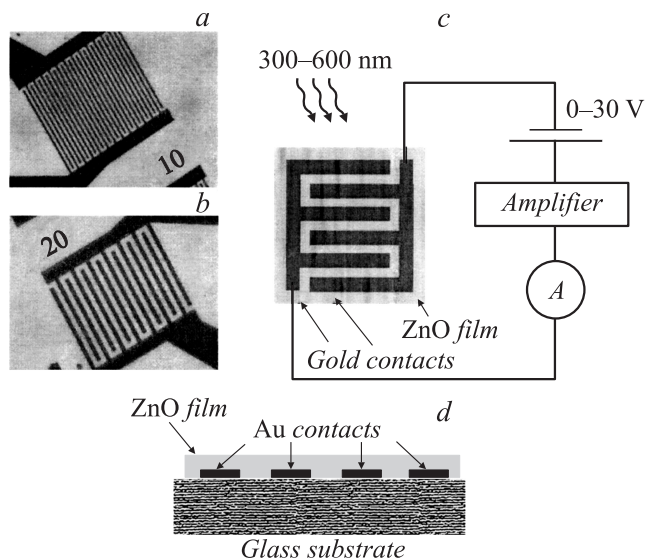 a
c
300–600 nm
0–30 V
10
b
Amplifier
20
A
ZnO film
Gold contacts
d
ZnO film
Au contacts
Glass substrate